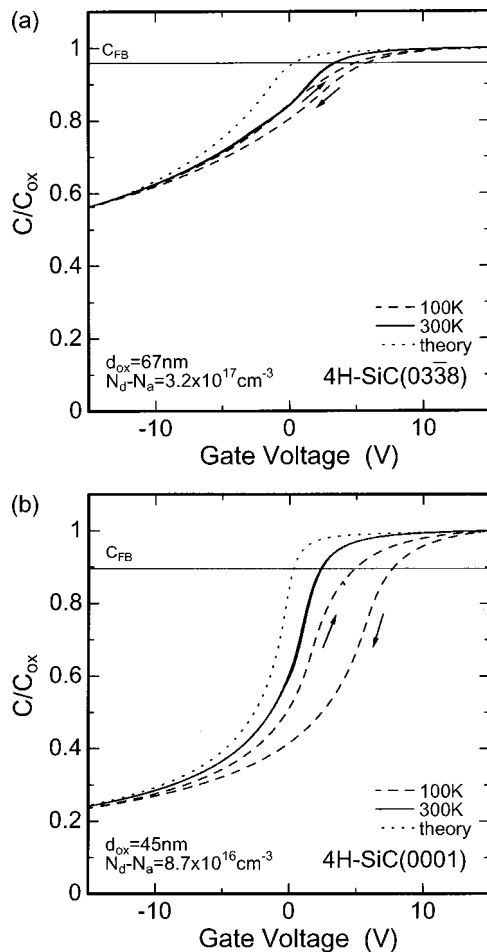 (a)
C_FB
C/C_ox
1
0.8
0.6
0.4
0.2
0
100K
300K
theory
d_ox=67nm
N_d-N_a=3.2x10^17cm^-3
4H-SiC(03\overline{3}8)
-10
0
10
Gate Voltage (V)
(b)
C_FB
C/C_ox
1
0.8
0.6
0.4
0.2
0
100K
300K
theory
d_ox=45nm
N_d-N_a=8.7x10^16cm^-3
4H-SiC(0001)
-10
0
10
Gate Voltage (V)